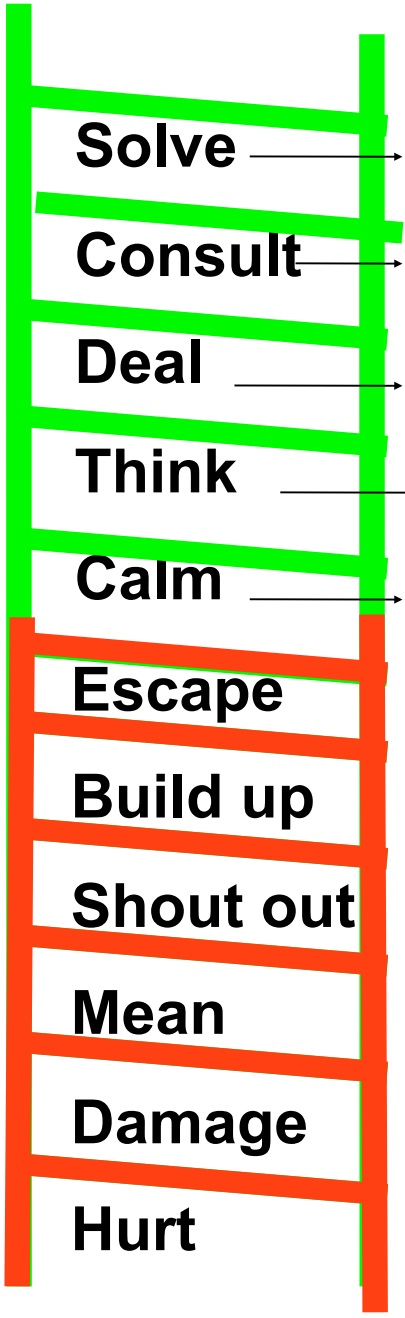 Solve
Consult
Deal
Think
Calm
Escape
Build up
Shout out
Mean
Damage
Hurt